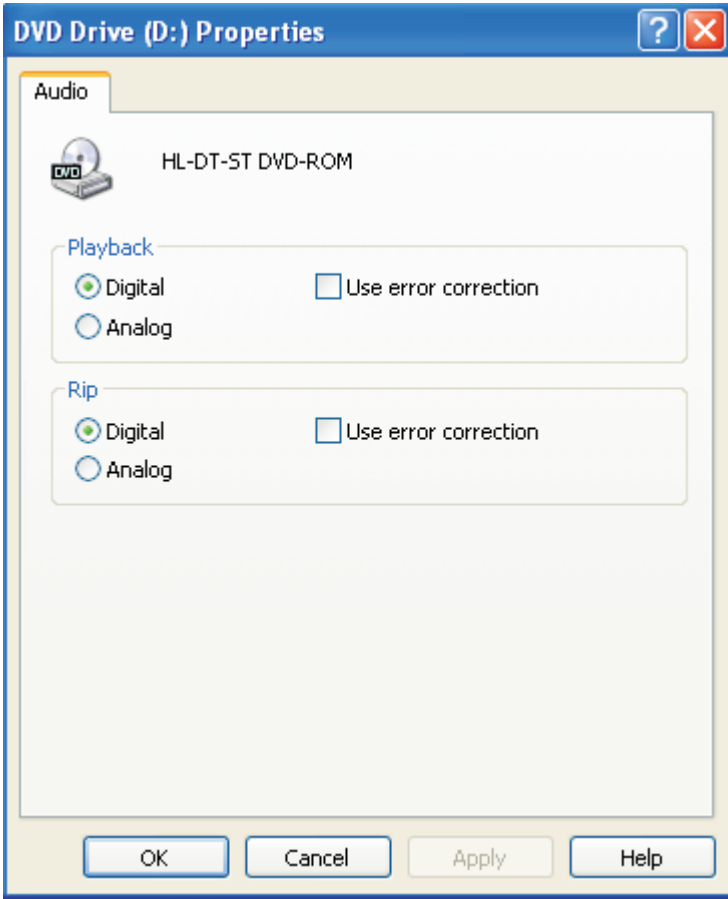 DVD Drive (D:) Properties
Audio
DVD
HL-DT-ST DVD-ROM
Playback
Digital
Use error correction
Analog
Rip
Digital
Use error correction
Analog
OK
Cancel
Apply
Help